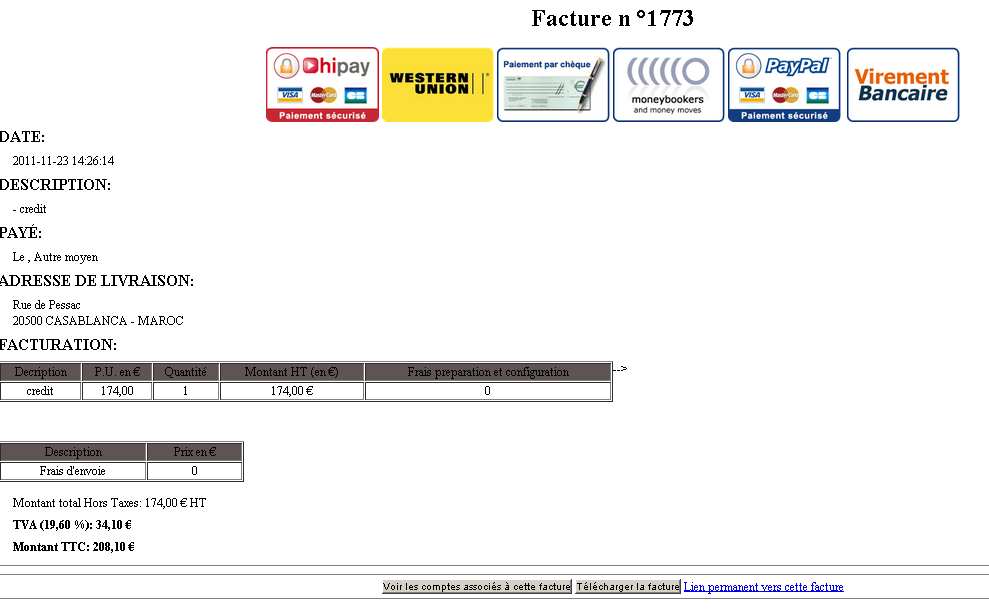 Facture n °1773
hipay
VISA MasterCard CB
Paiement sécurisé
WESTERN UNION
Paiement par chèque
moneybookers
and money moves
PayPal
VISA MasterCard CB
Paiement sécurisé
Virement
Bancaire
DATE:
2011-11-23 14:26:14
DESCRIPTION:
- credit
PAYÉ:
Le , Autre moyen
ADRESSE DE LIVRAISON:
Rue de Pessac
20500 CASABLANCA - MAROC
FACTURATION:
Decription P.U. en € Quantité Montant HT (en €) Frais preparation et configuration -->
credit 174,00 1 174,00 € 0
Description Prix en €
Frais d'envoie 0
Montant total Hors Taxes: 174,00 € HT
TVA (19,60 %): 34,10 €
Montant TTC: 208,10 €
Voir les comptes associés à cette facture Télécharger la facture Lien permanent vers cette facture